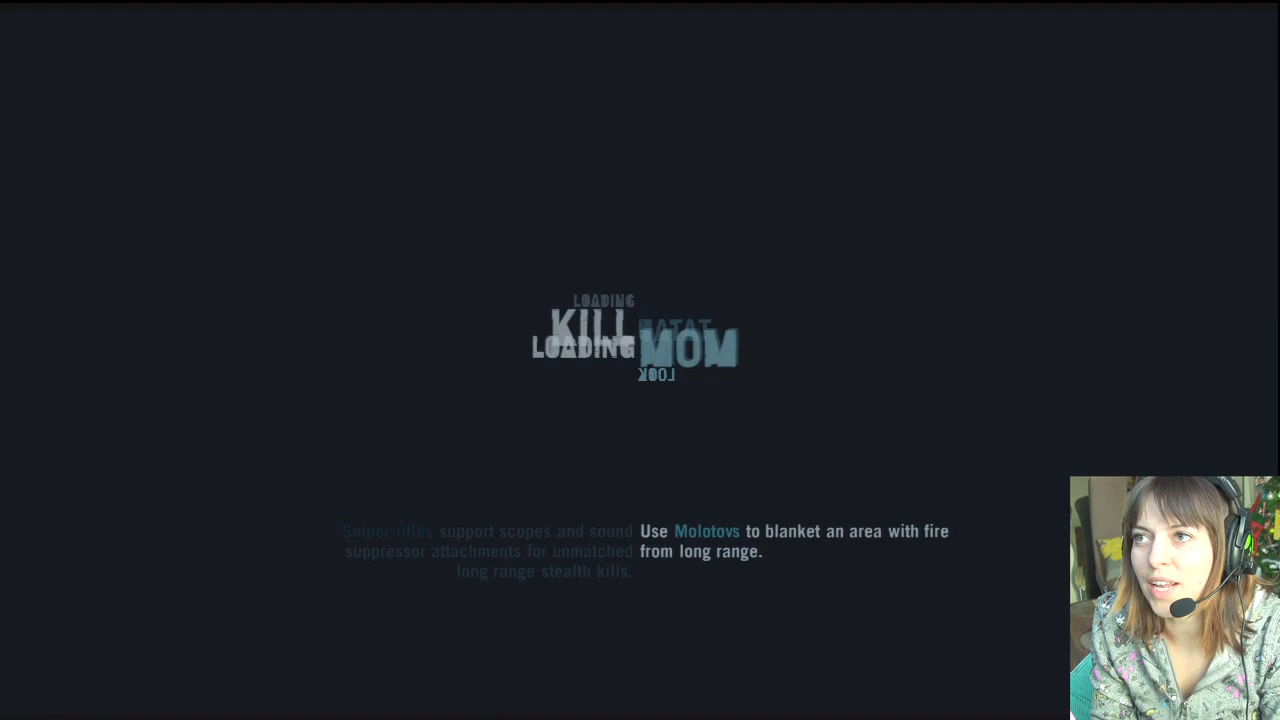 LOADING
KILL
LOADING
MOM
LOOK
Sniper rifles support scopes and sound
suppressor attachments for unmatched
long range stealth kills.
Use Molotovs to blanket an area with fire
from long range.